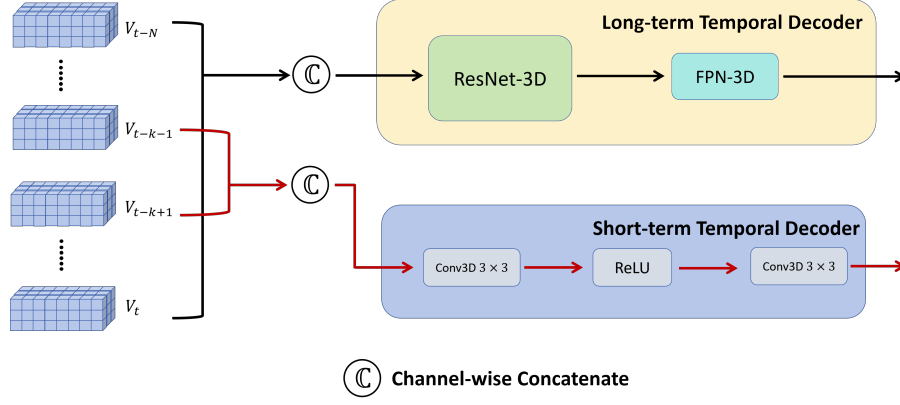 V_{t−N}
V_{t−k−1}
V_{t−k+1}
V_t
ℂ
Long-term Temporal Decoder
ResNet-3D
FPN-3D
ℂ
Short-term Temporal Decoder
Conv3D 3 × 3
ReLU
Conv3D 3 × 3
ℂ Channel-wise Concatenate